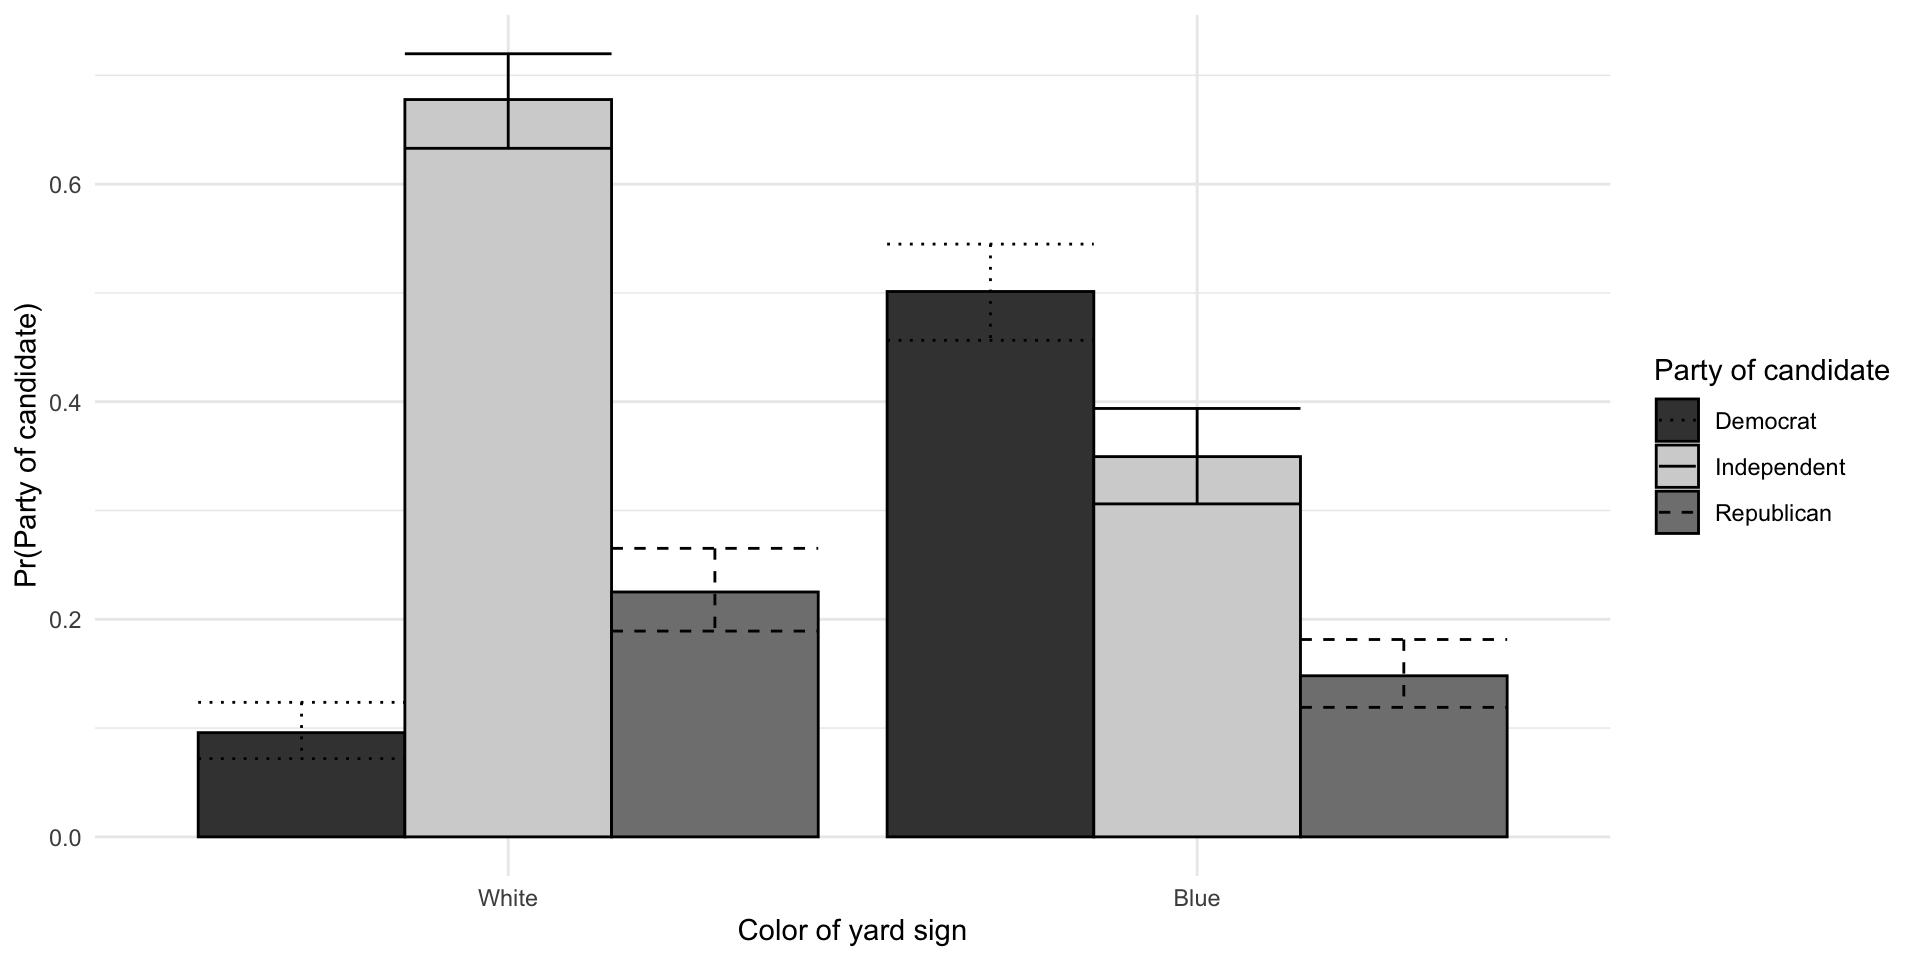 Pr(Party of candidate)
0.6
0.4
0.2
0.0
White
Blue
Color of yard sign
Party of candidate
Democrat
Independent
Republican